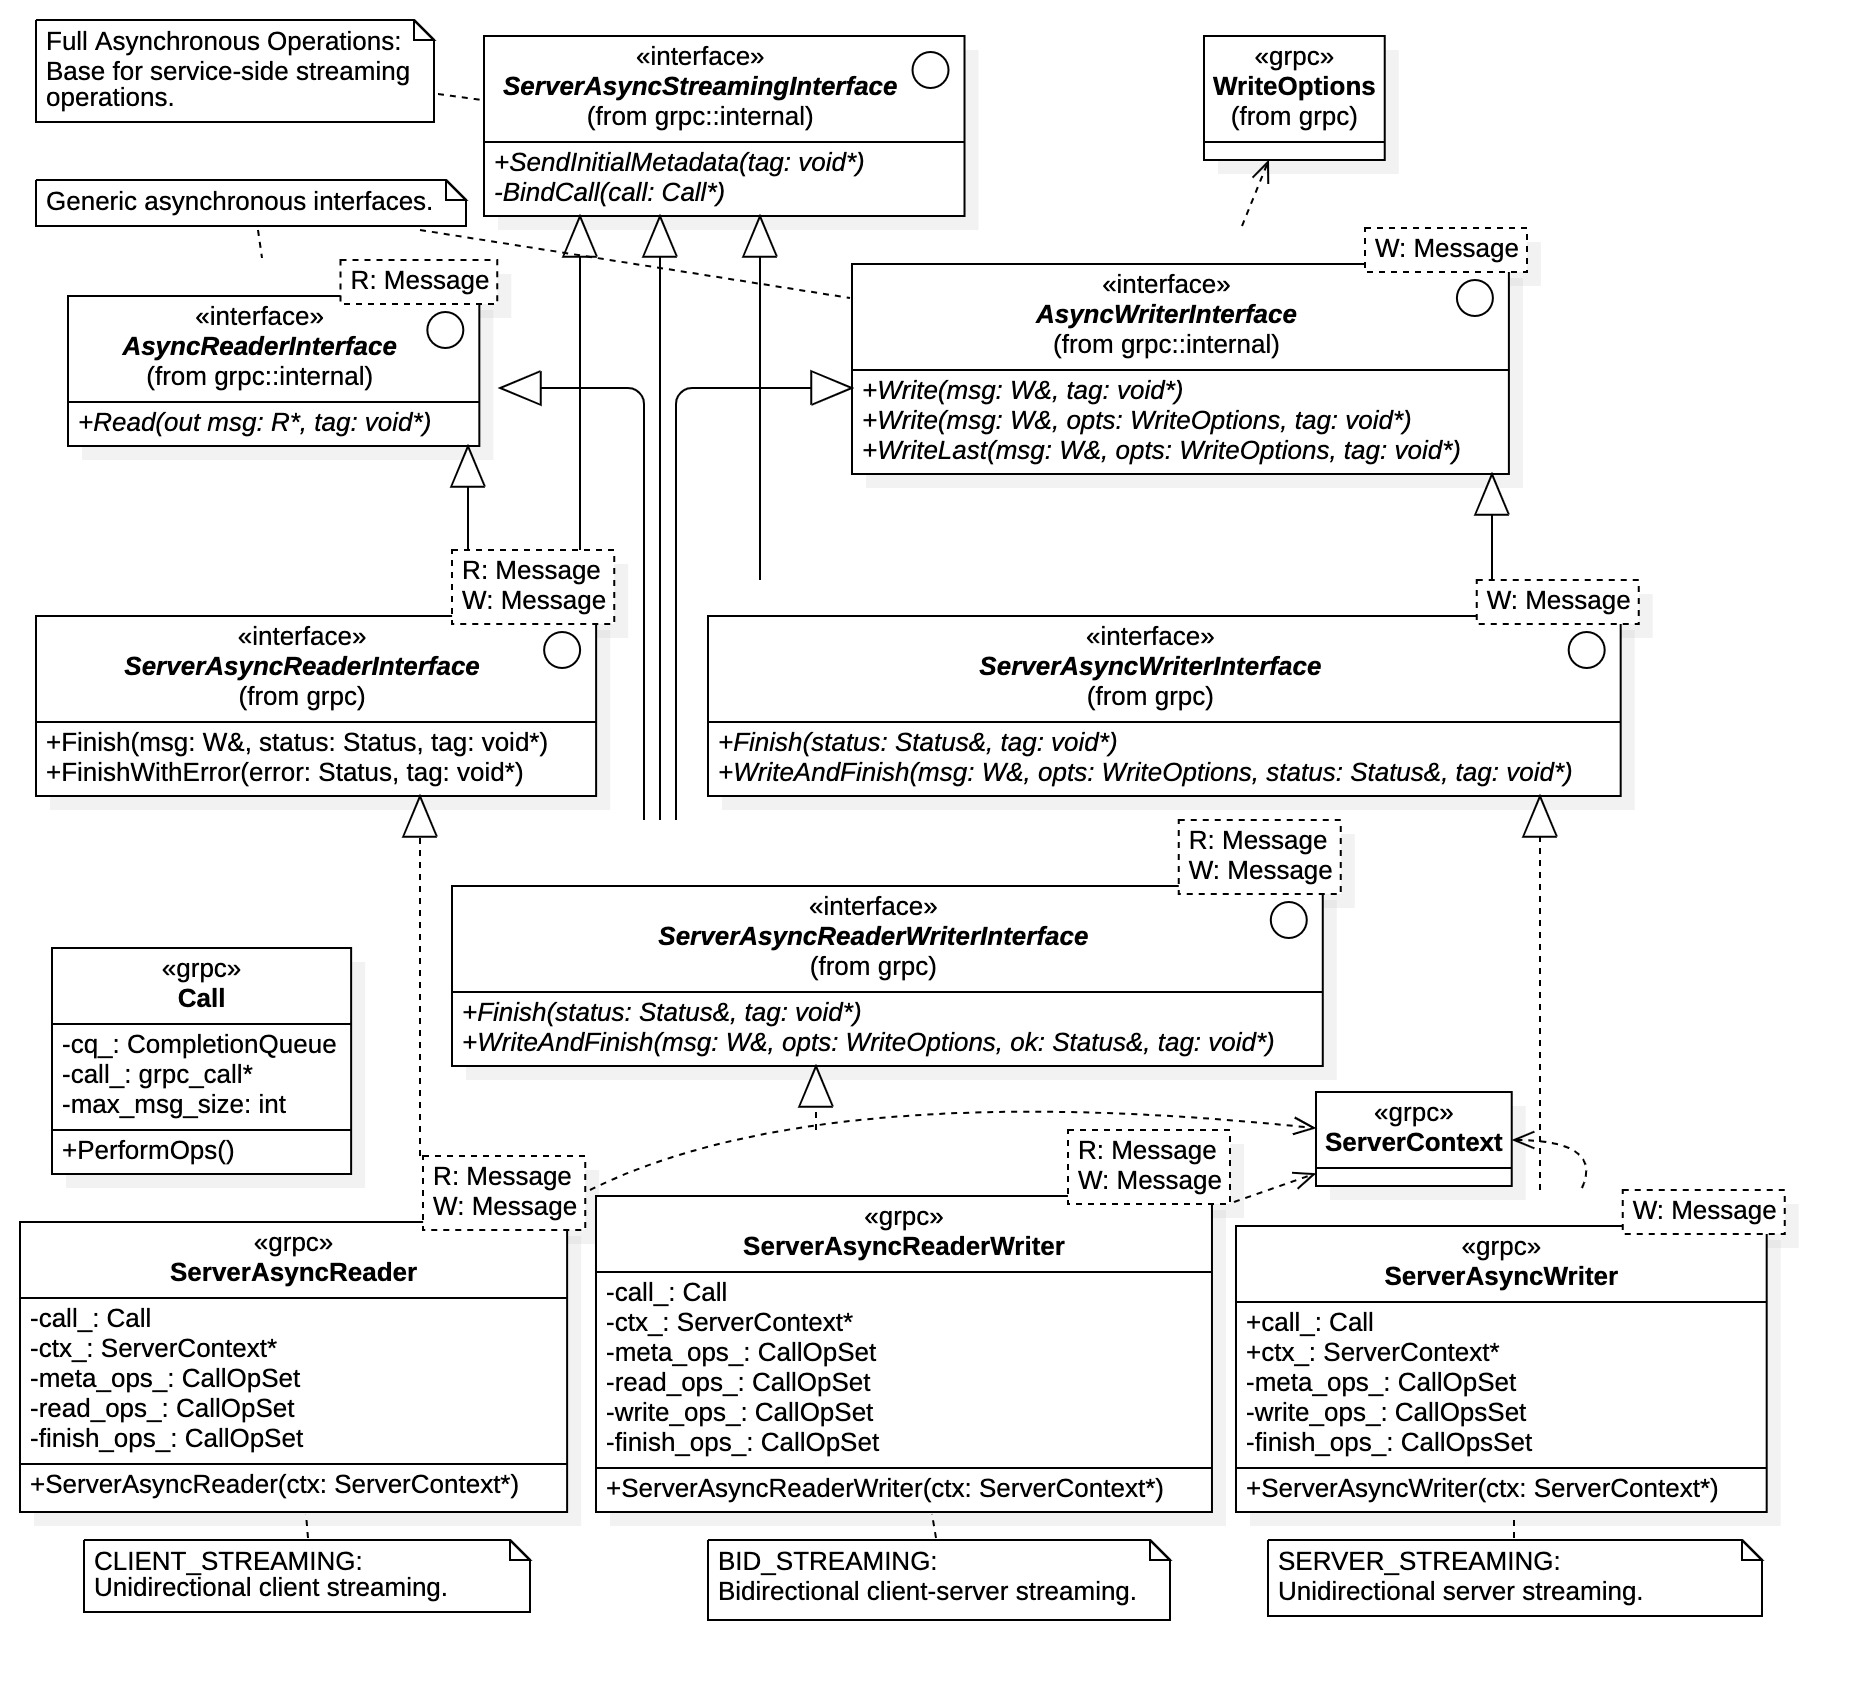 Full Asynchronous Operations:
Base for service-side streaming
operations.
«interface»
ServerAsyncStreamingInterface
(from grpc::internal)
+SendInitialMetadata(tag: void*)
-BindCall(call: Call*)
«grpc»
WriteOptions
(from grpc)
Generic asynchronous interfaces.
R: Message
«interface»
AsyncReaderInterface
(from grpc::internal)
+Read(out msg: R*, tag: void*)
W: Message
«interface»
AsyncWriterInterface
(from grpc::internal)
+Write(msg: W&, tag: void*)
+Write(msg: W&, opts: WriteOptions, tag: void*)
+WriteLast(msg: W&, opts: WriteOptions, tag: void*)
R: Message
W: Message
«interface»
ServerAsyncReaderInterface
(from grpc)
+Finish(msg: W&, status: Status, tag: void*)
+FinishWithError(error: Status, tag: void*)
W: Message
«interface»
ServerAsyncWriterInterface
(from grpc)
+Finish(status: Status&, tag: void*)
+WriteAndFinish(msg: W&, opts: WriteOptions, status: Status&, tag: void*)
R: Message
W: Message
«interface»
ServerAsyncReaderWriterInterface
(from grpc)
+Finish(status: Status&, tag: void*)
+WriteAndFinish(msg: W&, opts: WriteOptions, ok: Status&, tag: void*)
«grpc»
Call
-cq_: CompletionQueue
-call_: grpc_call*
-max_msg_size: int
+PerformOps()
«grpc»
ServerContext
R: Message
W: Message
«grpc»
ServerAsyncReader
-call_: Call
-ctx_: ServerContext*
-meta_ops_: CallOpSet
-read_ops_: CallOpSet
-finish_ops_: CallOpSet
+ServerAsyncReader(ctx: ServerContext*)
R: Message
W: Message
«grpc»
ServerAsyncReaderWriter
-call_: Call
-ctx_: ServerContext*
-meta_ops_: CallOpSet
-read_ops_: CallOpSet
-write_ops_: CallOpSet
-finish_ops_: CallOpSet
+ServerAsyncReaderWriter(ctx: ServerContext*)
W: Message
«grpc»
ServerAsyncWriter
+call_: Call
+ctx_: ServerContext*
-meta_ops_: CallOpSet
-write_ops_: CallOpsSet
-finish_ops_: CallOpsSet
+ServerAsyncWriter(ctx: ServerContext*)
CLIENT_STREAMING:
Unidirectional client streaming.
BID_STREAMING:
Bidirectional client-server streaming.
SERVER_STREAMING:
Unidirectional server streaming.